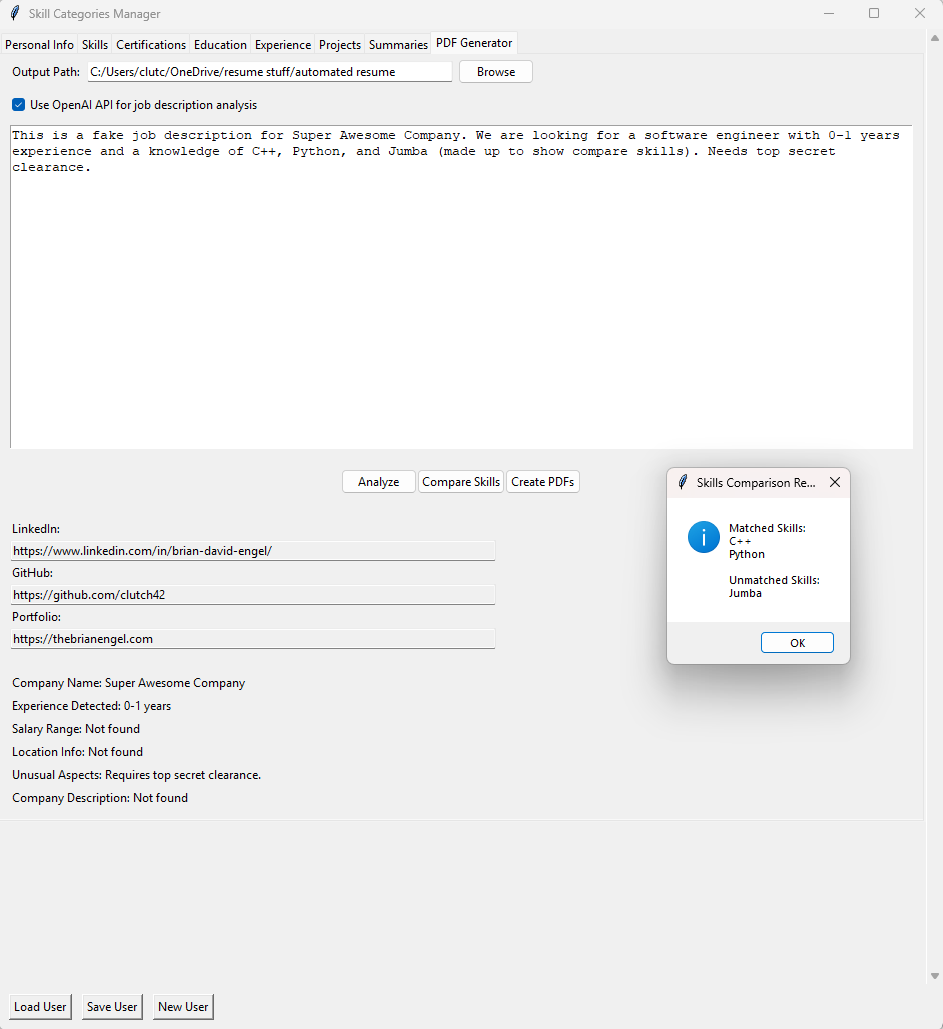 Skill Categories Manager
Personal Info Skills Certifications Education Experience Projects Summaries PDF Generator
Output Path: C:/Users/clutc/OneDrive/resume stuff/automated resume Browse
Use OpenAI API for job description analysis
This is a fake job description for Super Awesome Company. We are looking for a software engineer with 0-1 years
experience and a knowledge of C++, Python, and Jumba (made up to show compare skills). Needs top secret
clearance.
Analyze Compare Skills Create PDFs
Skills Comparison Re...
Matched Skills:
C++
Python
Unmatched Skills:
Jumba
OK
LinkedIn:
https://www.linkedin.com/in/brian-david-engel/
GitHub:
https://github.com/clutch42
Portfolio:
https://thebrianengel.com
Company Name: Super Awesome Company
Experience Detected: 0-1 years
Salary Range: Not found
Location Info: Not found
Unusual Aspects: Requires top secret clearance.
Company Description: Not found
Load User Save User New User